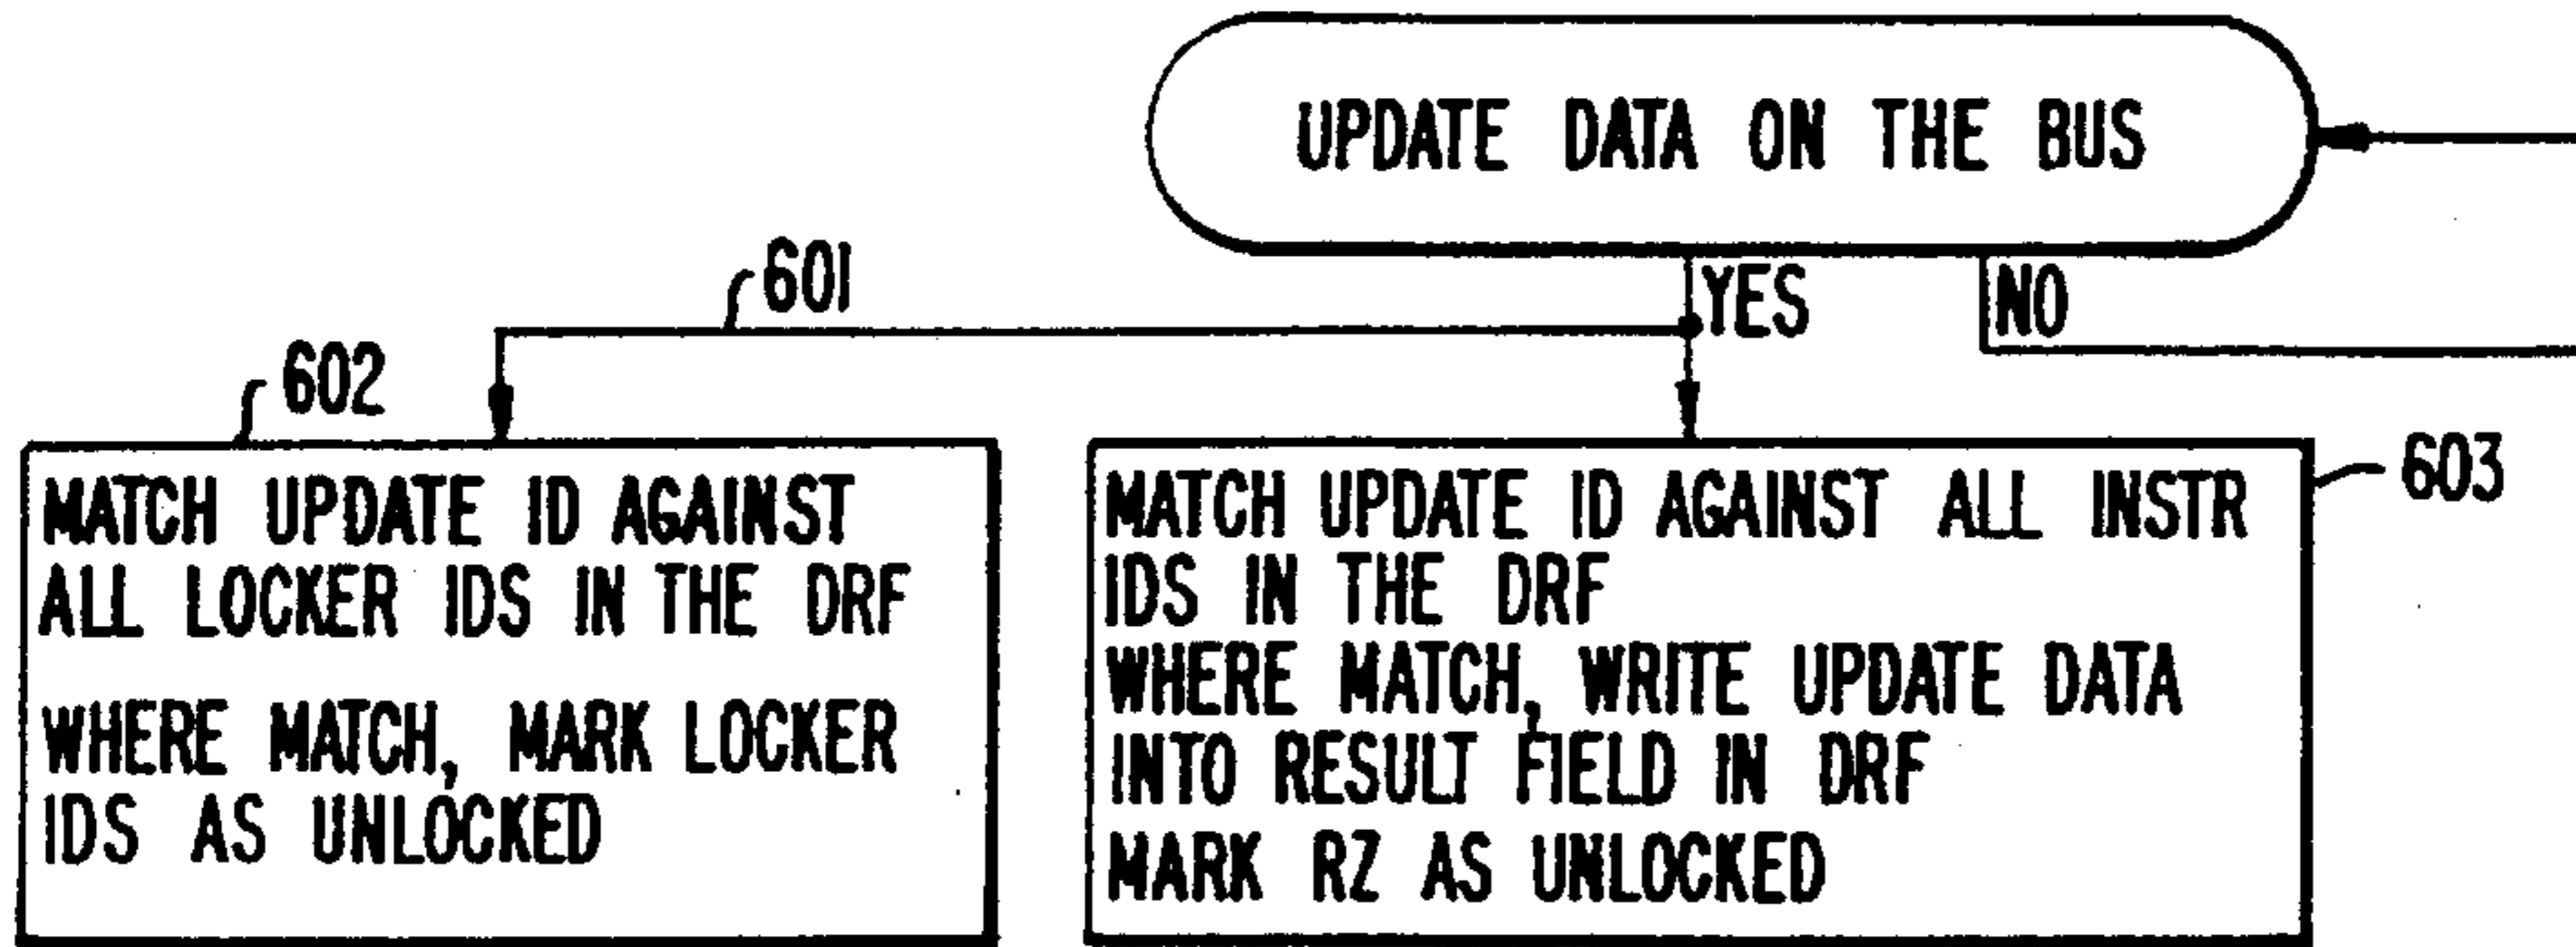 UPDATE DATA ON THE BUS
601
YES
NO
602
603
MATCH UPDATE ID AGAINST
ALL LOCKER IDS IN THE DRF
WHERE MATCH, MARK LOCKER
IDS AS UNLOCKED
MATCH UPDATE ID AGAINST ALL INSTR
IDS IN THE DRF
WHERE MATCH, WRITE UPDATE DATA
INTO RESULT FIELD IN DRF
MARK RZ AS UNLOCKED